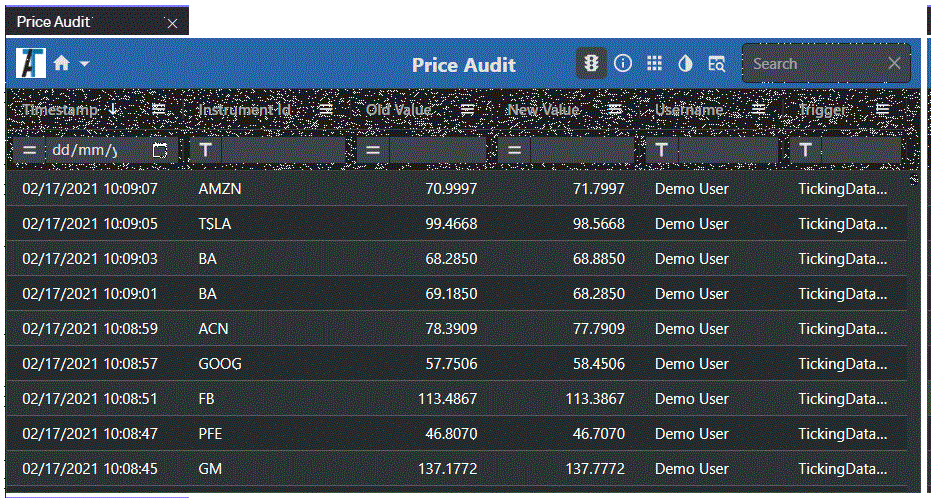 Price Audit
Price Audit
Search
Timestamp Instrument Id Old Value New Value Username Trigger
= dd/mm/y T = = T T
02/17/2021 10:09:07 AMZN 70.9997 71.7997 Demo User TickingData...
02/17/2021 10:09:05 TSLA 99.4668 98.5668 Demo User TickingData...
02/17/2021 10:09:03 BA 68.2850 68.8850 Demo User TickingData...
02/17/2021 10:09:01 BA 69.1850 68.2850 Demo User TickingData...
02/17/2021 10:08:59 ACN 78.3909 77.7909 Demo User TickingData...
02/17/2021 10:08:57 GOOG 57.7506 58.4506 Demo User TickingData...
02/17/2021 10:08:51 FB 113.4867 113.3867 Demo User TickingData...
02/17/2021 10:08:47 PFE 46.8070 46.7070 Demo User TickingData...
02/17/2021 10:08:45 GM 137.1772 137.7772 Demo User TickingData...